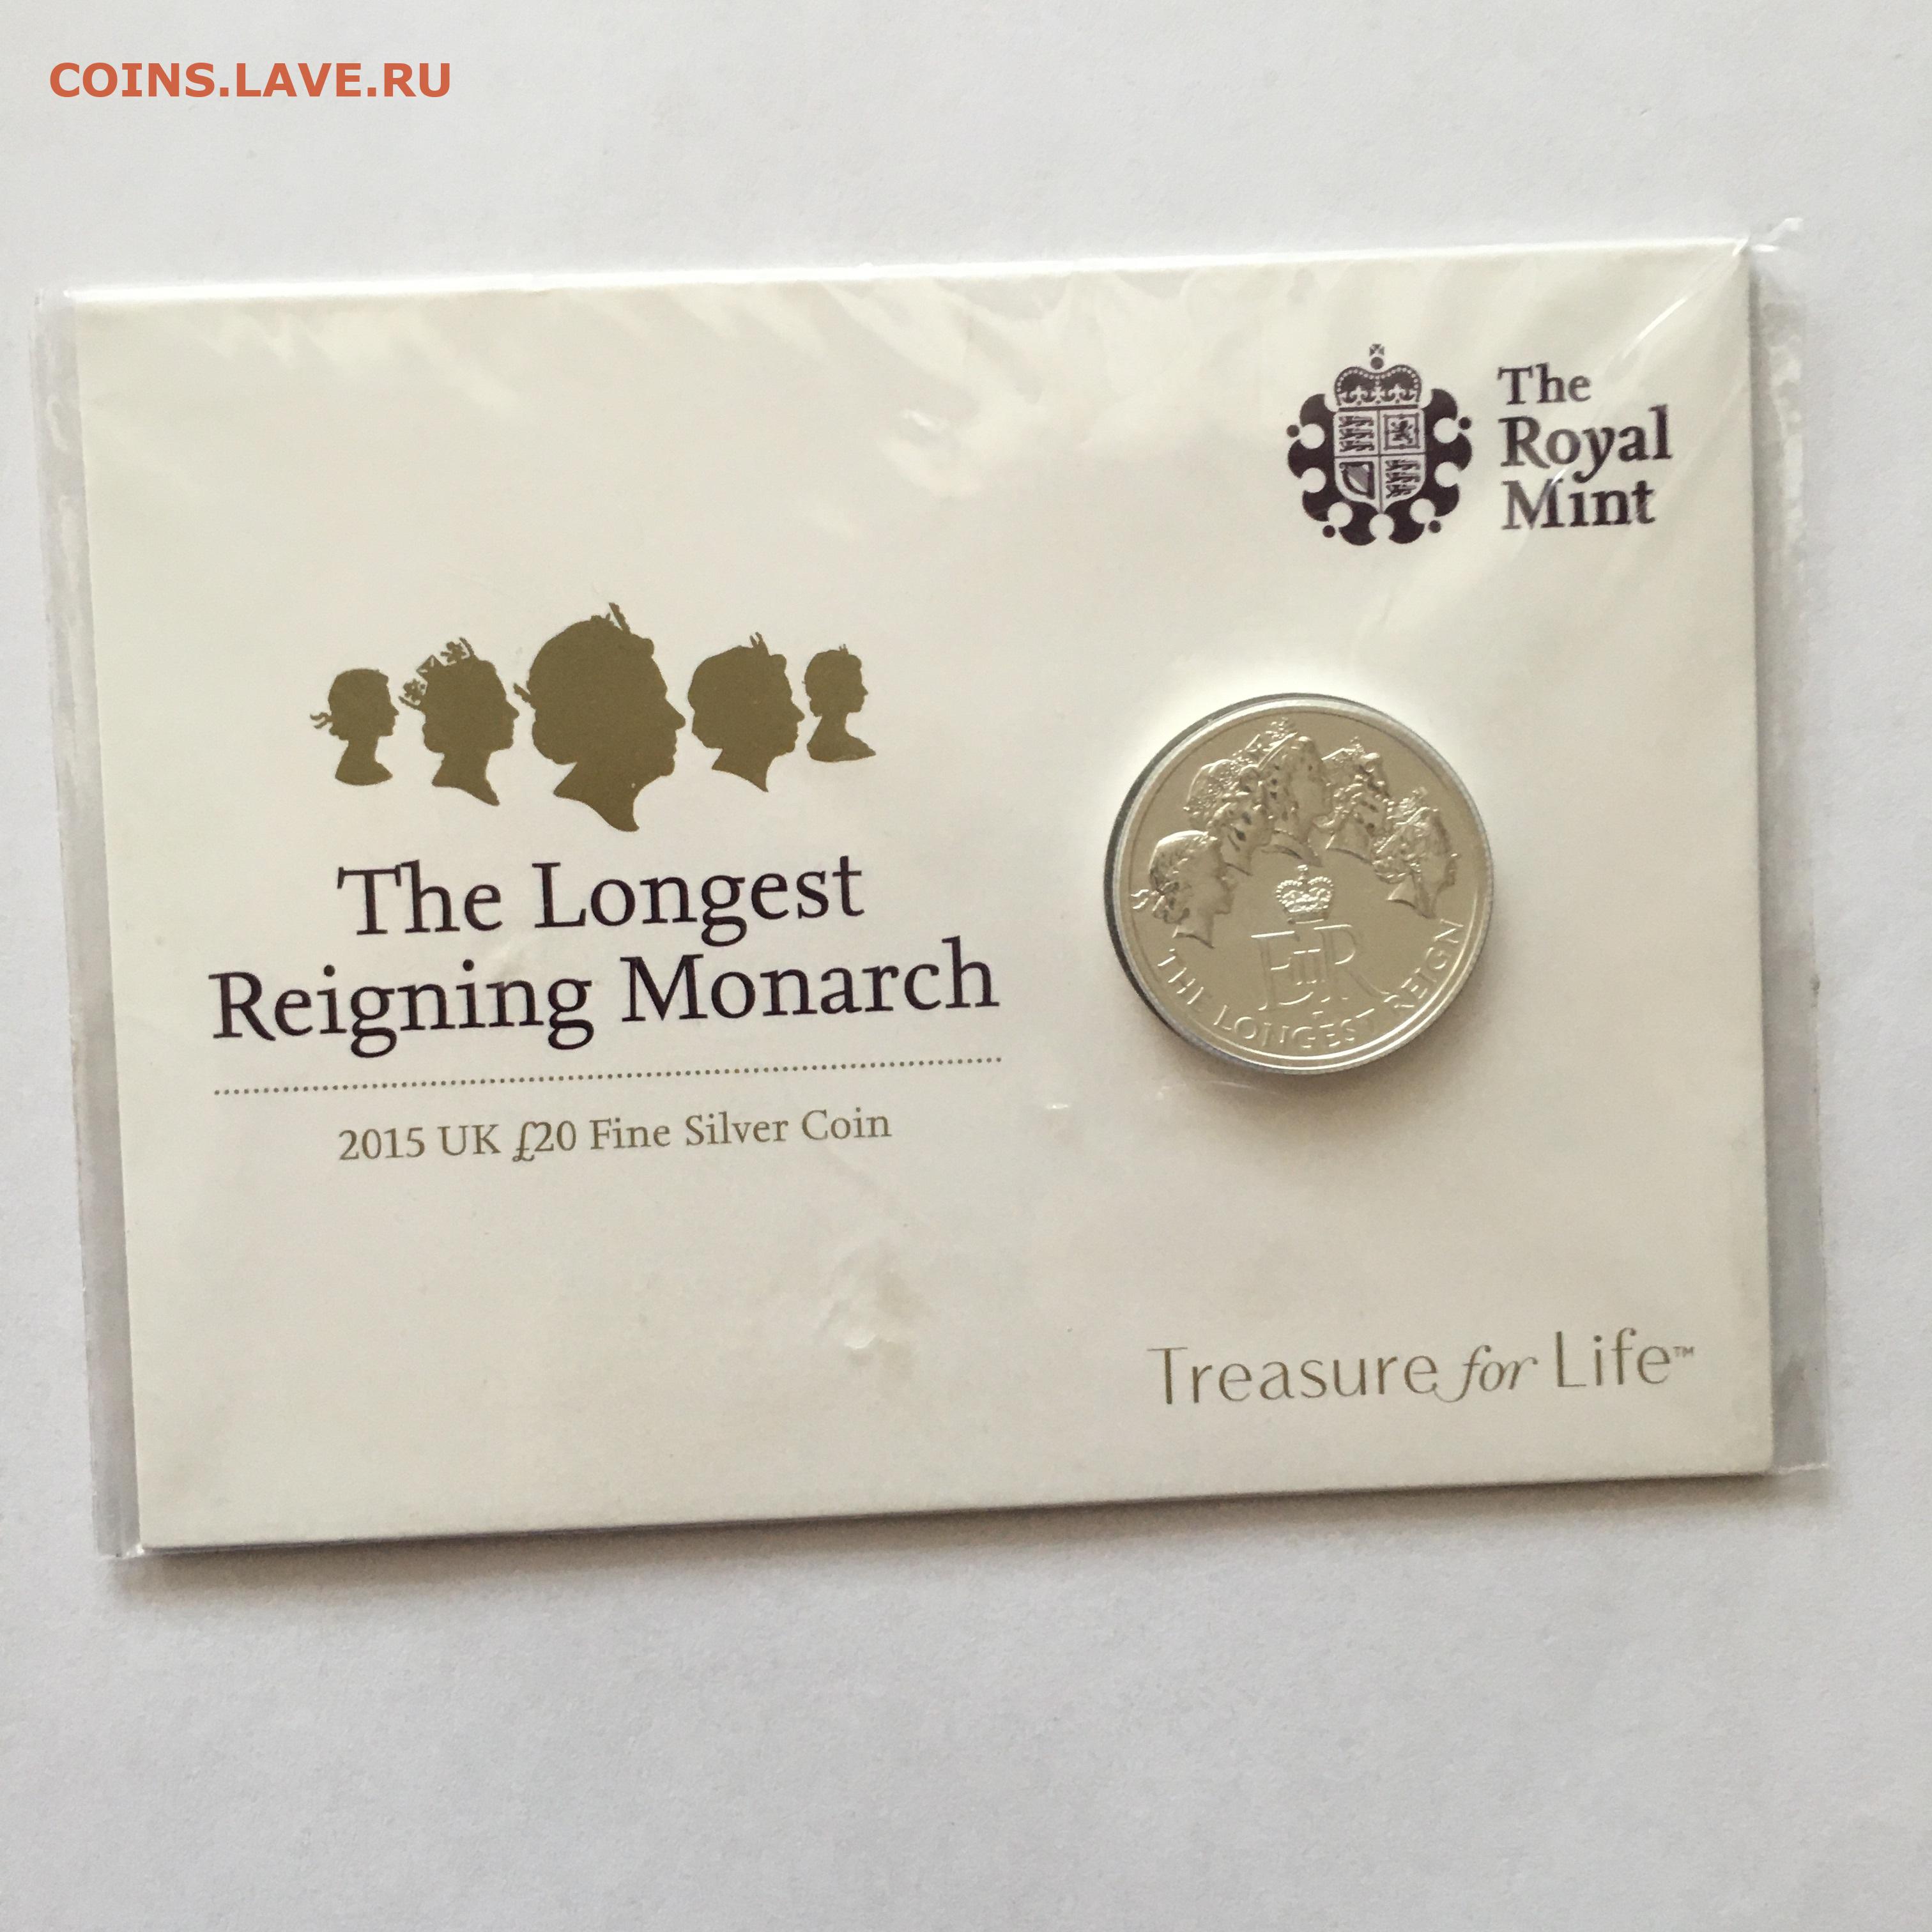 COINS.LAVE.RU
The
Royal
Mint
The Longest
Reigning Monarch
2015 UK £20 Fine Silver Coin
EIIR
THE LONGEST REIGN
Treasure for Life™